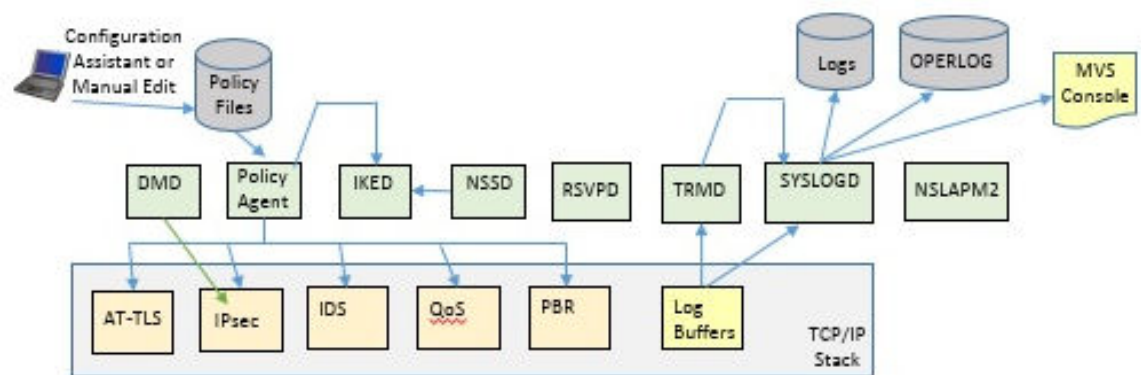 Configuration
Assistant or
Manual Edit
Policy
Files
Logs
OPERLOG
MVS
Console
DMD
Policy
Agent
IKED
NSSD
RSVPD
TRMD
SYSLOGD
NSLAPM2
AT-TLS
IPsec
IDS
QoS
PBR
Log
Buffers
TCP/IP
Stack